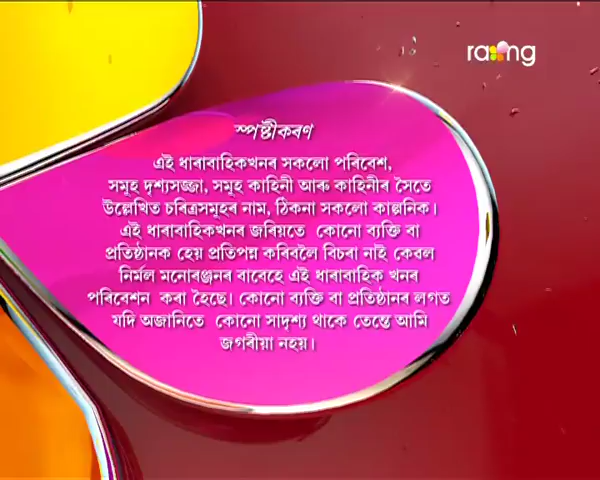 rang
স্পষ্টীকৰণ
এই ধাৰাবাহিকখনৰ সকলো পৰিবেশ,
সমূহ দৃশ্যসজ্জা, সমূহ কাহিনী আৰু কাহিনীৰ সৈতে
উল্লেখিত চৰিত্ৰসমূহৰ নাম, ঠিকনা সকলো কাল্পনিক।
এই ধাৰাবাহিকখনৰ জৰিয়তে কোনো ব্যক্তি বা
প্ৰতিষ্ঠানক হেয় প্ৰতিপন্ন কৰিবলৈ বিচৰা নাই কেৱল
নিৰ্মল মনোৰঞ্জনৰ বাবেহে এই ধাৰাবাহিক খনৰ
পৰিবেশন কৰা হৈছে। কোনো ব্যক্তি বা প্ৰতিষ্ঠানৰ লগত
যদি অজানিতে কোনো সাদৃশ্য থাকে তেন্তে আমি
জগৰীয়া নহয়।